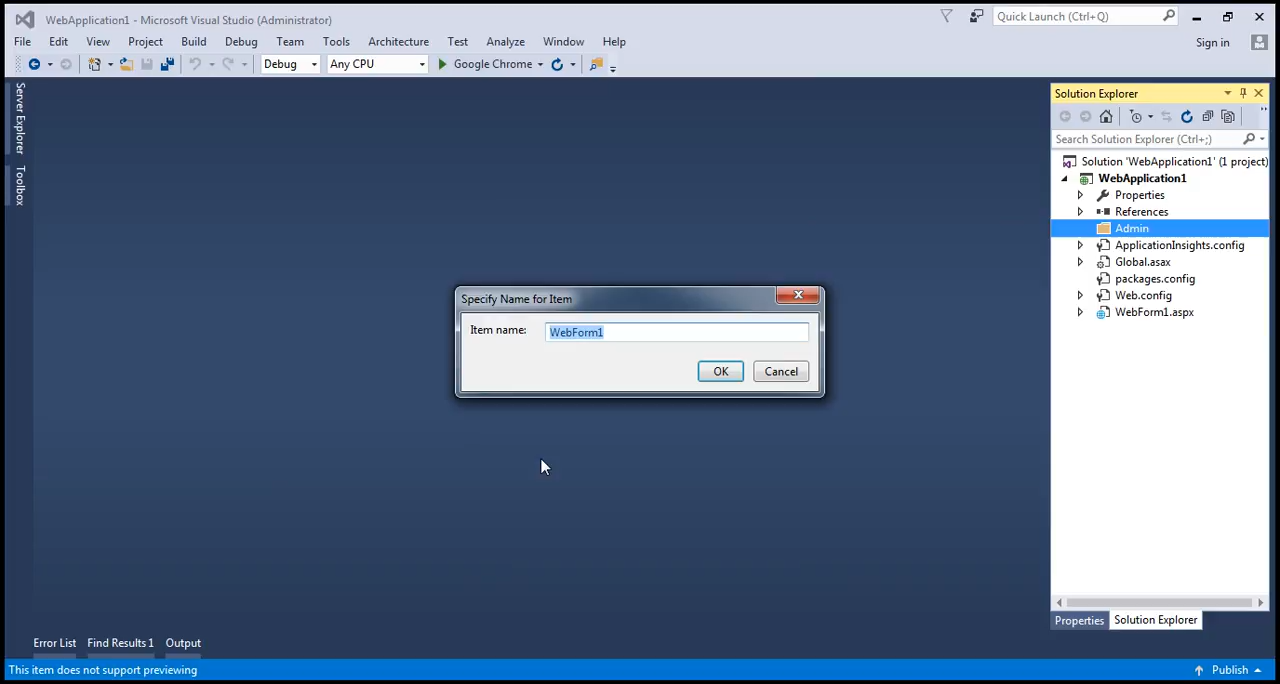 WebApplication1 - Microsoft Visual Studio (Administrator)
Quick Launch (Ctrl+Q)
File Edit View Project Build Debug Team Tools Architecture Test Analyze Window Help
Sign in
Debug Any CPU Google Chrome
Server Explorer
Toolbox
Solution Explorer
Search Solution Explorer (Ctrl+;)
Solution 'WebApplication1' (1 project)
WebApplication1
Properties
References
Admin
ApplicationInsights.config
Global.asax
packages.config
Web.config
WebForm1.aspx
Specify Name for Item
Item name: WebForm1
OK Cancel
Properties Solution Explorer
Error List Find Results 1 Output
This item does not support previewing
Publish